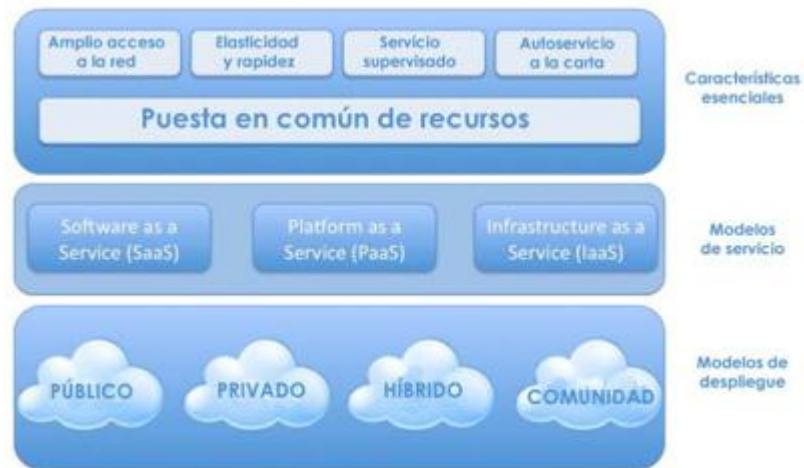 Amplio acceso
a la red
Elasticidad
y rapidez
Servicio
supervisado
Autoservicio
a la carta
Características
esenciales
Puesta en común de recursos
Software as a
Service (SaaS)
Platform as a
Service (PaaS)
Infrastructure as a
Service (IaaS)
Modelos
de servicio
PÚBLICO
PRIVADO
HÍBRIDO
COMUNIDAD
Modelos de
despliegue